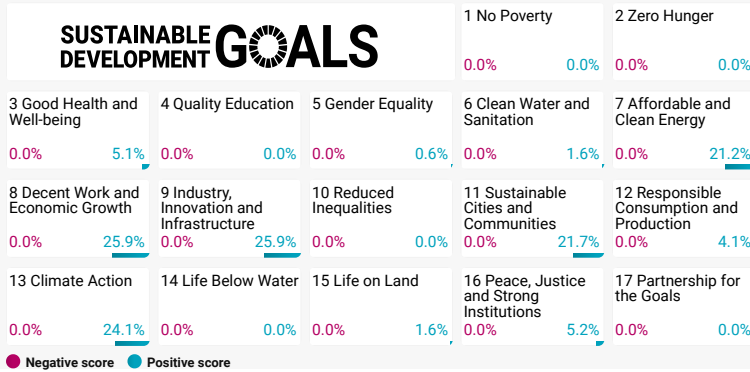 SUSTAINABLE
DEVELOPMENT
GOALS
1 No Poverty
0.0% 0.0%
2 Zero Hunger
0.0% 0.0%
3 Good Health and
Well-being
0.0% 5.1%
4 Quality Education
0.0% 0.0%
5 Gender Equality
0.0% 0.6%
6 Clean Water and
Sanitation
0.0% 1.6%
7 Affordable and
Clean Energy
0.0% 21.2%
8 Decent Work and
Economic Growth
0.0% 25.9%
9 Industry,
Innovation and
Infrastructure
0.0% 25.9%
10 Reduced
Inequalities
0.0% 0.0%
11 Sustainable
Cities and
Communities
0.0% 21.7%
12 Responsible
Consumption and
Production
0.0% 4.1%
13 Climate Action
0.0% 24.1%
14 Life Below Water
0.0% 0.0%
15 Life on Land
0.0% 1.6%
16 Peace, Justice
and Strong
Institutions
0.0% 5.2%
17 Partnership for
the Goals
0.0% 0.0%
Negative score Positive score